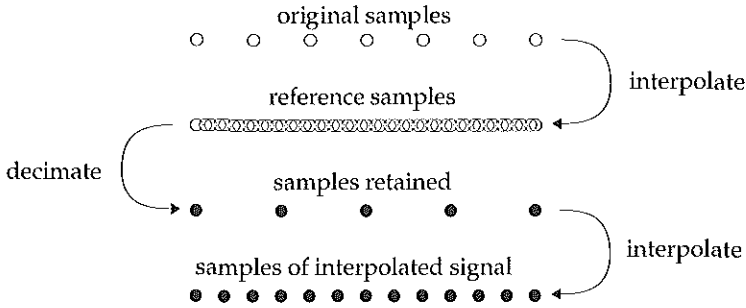 original samples
interpolate
reference samples
decimate
samples retained
interpolate
samples of interpolated signal